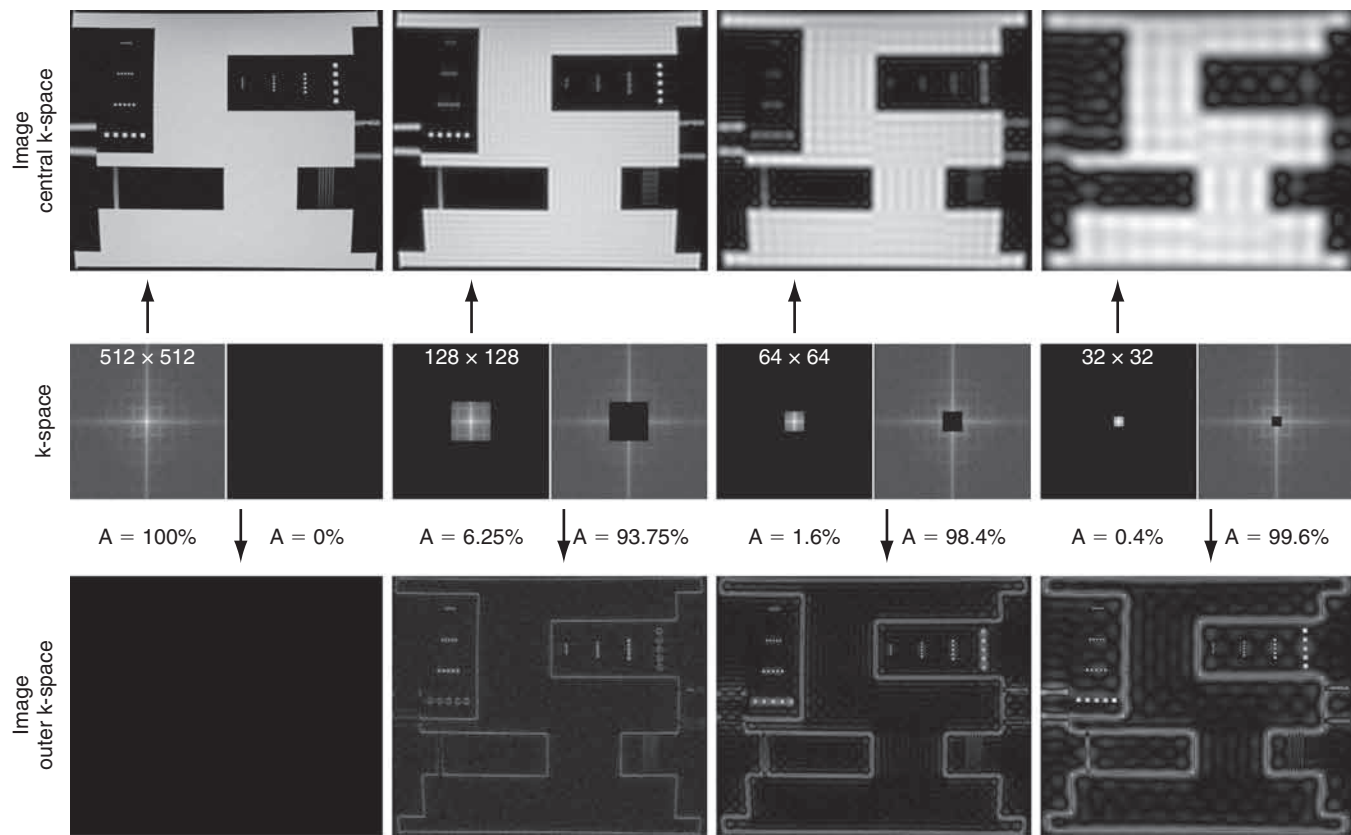 Image
central k-space
k-space
512 × 512
128 × 128
64 × 64
32 × 32
A = 100%
A = 0%
A = 6.25%
A = 93.75%
A = 1.6%
A = 98.4%
A = 0.4%
A = 99.6%
Image
outer k-space